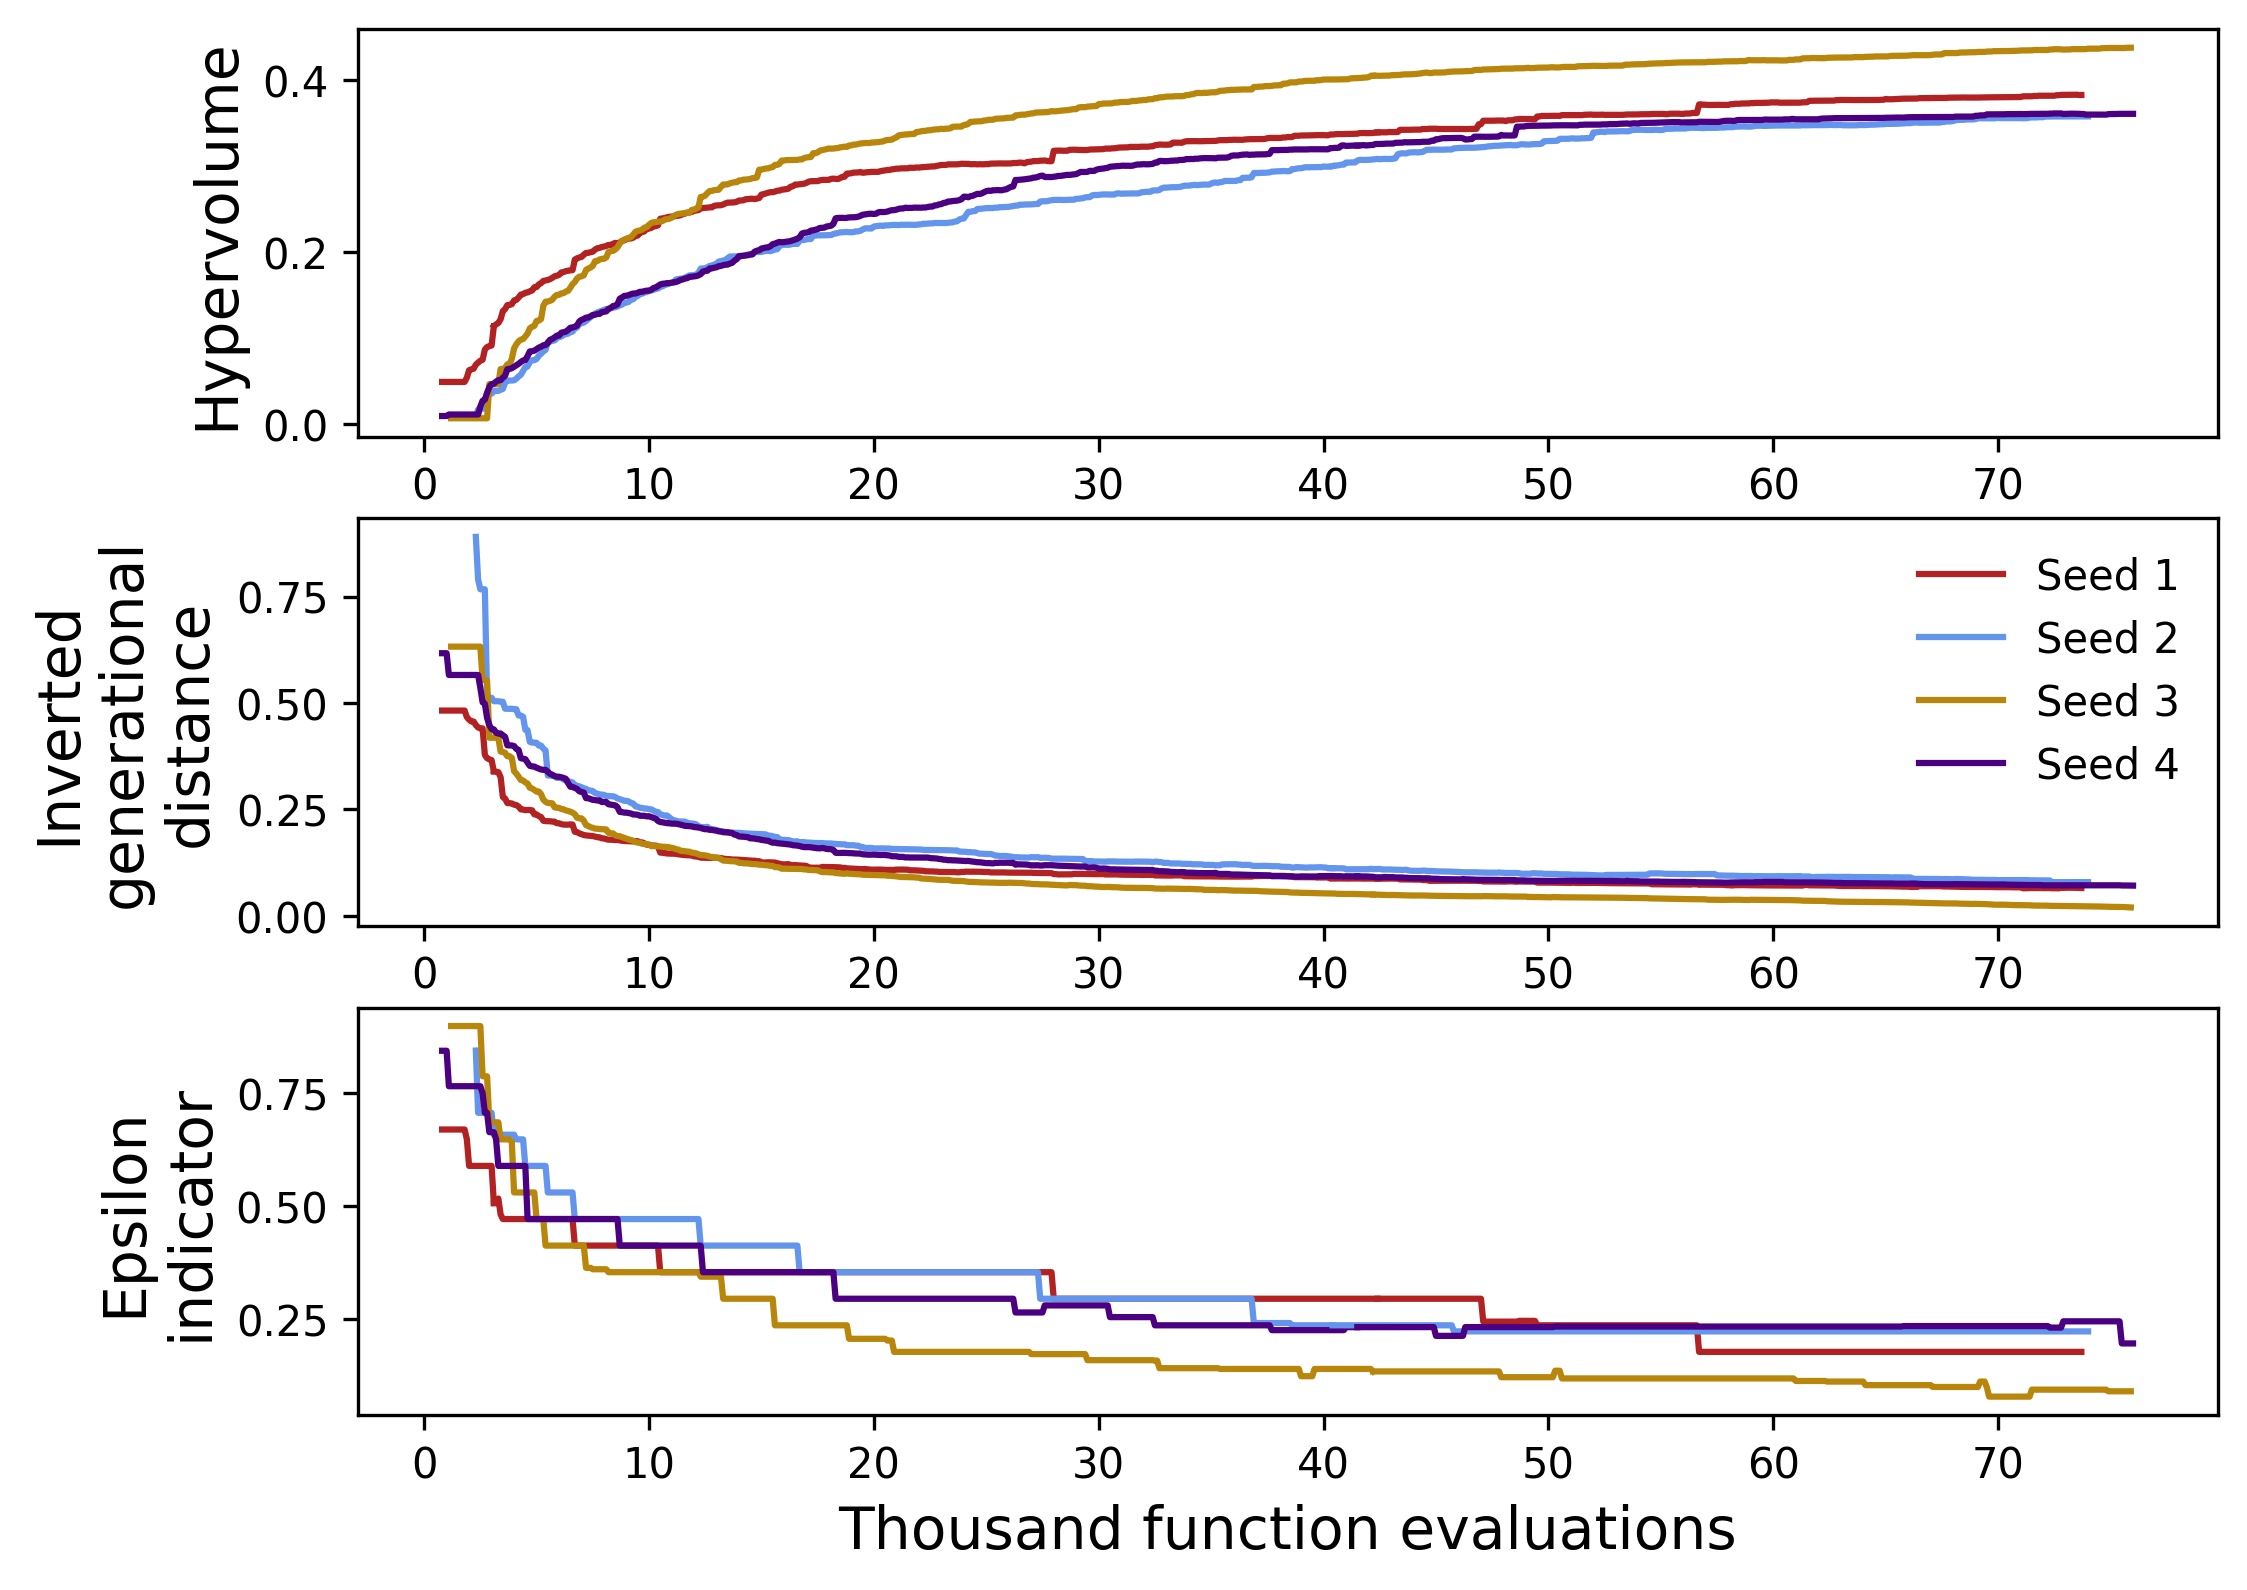 Hypervolume
0.4
0.2
0.0
0 10 20 30 40 50 60 70
Inverted
generational
distance
0.75
0.50
0.25
0.00
Seed 1
Seed 2
Seed 3
Seed 4
0 10 20 30 40 50 60 70
Epsilon
indicator
0.75
0.50
0.25
0 10 20 30 40 50 60 70
Thousand function evaluations